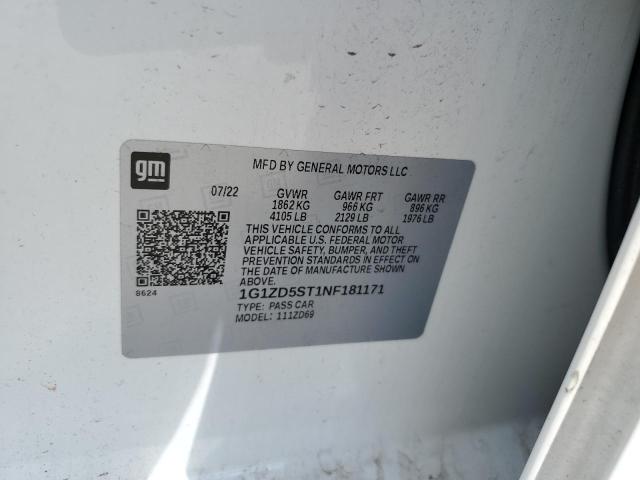 gm
MFD BY GENERAL MOTORS LLC
07/22 GVWR GAWR FRT GAWR RR
1862 KG 966 KG 896 KG
4105 LB 2129 LB 1976 LB
THIS VEHICLE CONFORMS TO ALL
APPLICABLE U.S. FEDERAL MOTOR
VEHICLE SAFETY, BUMPER, AND THEFT
PREVENTION STANDARDS IN EFFECT ON
THE DATE OF MANUFACTURE SHOWN
ABOVE.
8624
1G1ZD5ST1NF181171
TYPE: PASS CAR
MODEL: 111ZD69